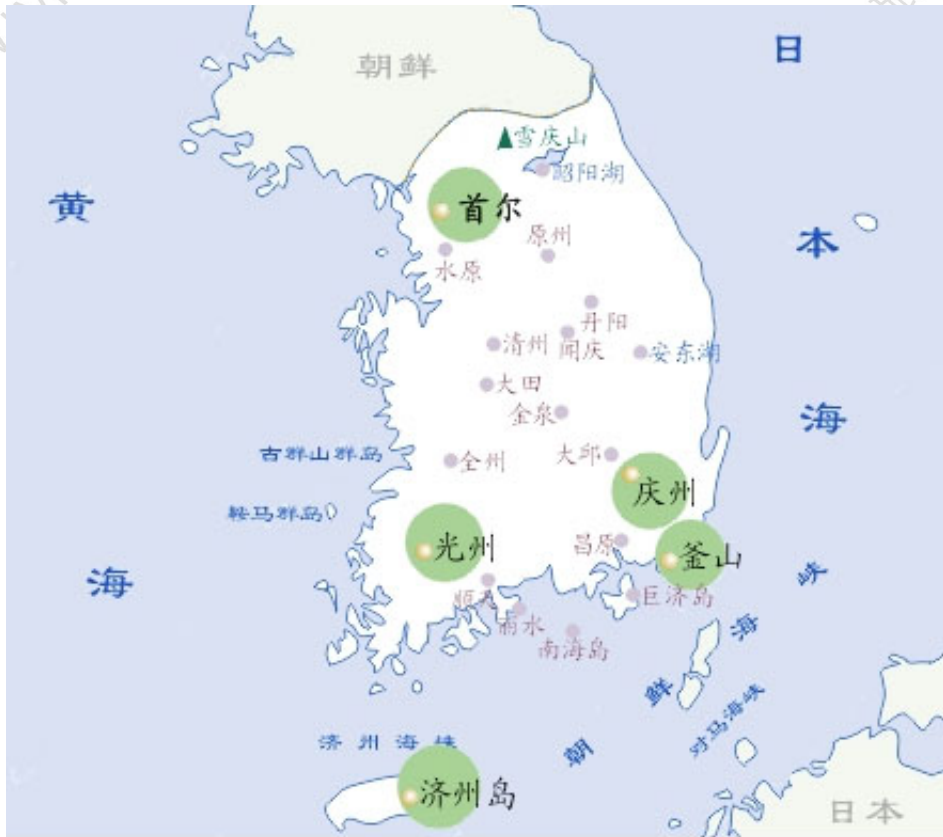 朝鲜
日本海
▲雪庆山
昭阳湖
首尔
黄海
原州
水原
丹阳
清州
闻庆
安东湖
大田
金泉
古群山群岛
全州
大邱
庆州
鞍马群岛
光州
昌原
釜山
顺天
巨济岛
丽水
南海岛
朝鲜海峡
对马海峡
济州海峡
济州岛
日本